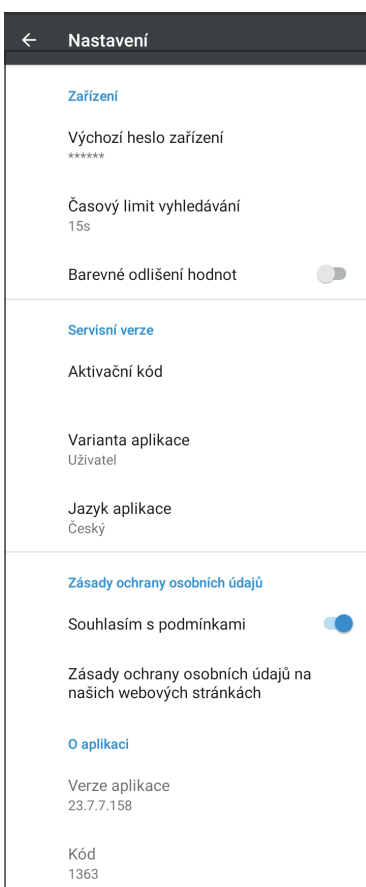 Nastavení
Zařízení
Výchozí heslo zařízení
******
Časový limit vyhledávání
15s
Barevné odlišení hodnot
Servisní verze
Aktivační kód
Varianta aplikace
Uživatel
Jazyk aplikace
Český
Zásady ochrany osobních údajů
Souhlasím s podmínkami
Zásady ochrany osobních údajů na
našich webových stránkách
O aplikaci
Verze aplikace
23.7.7.158
Kód
1363